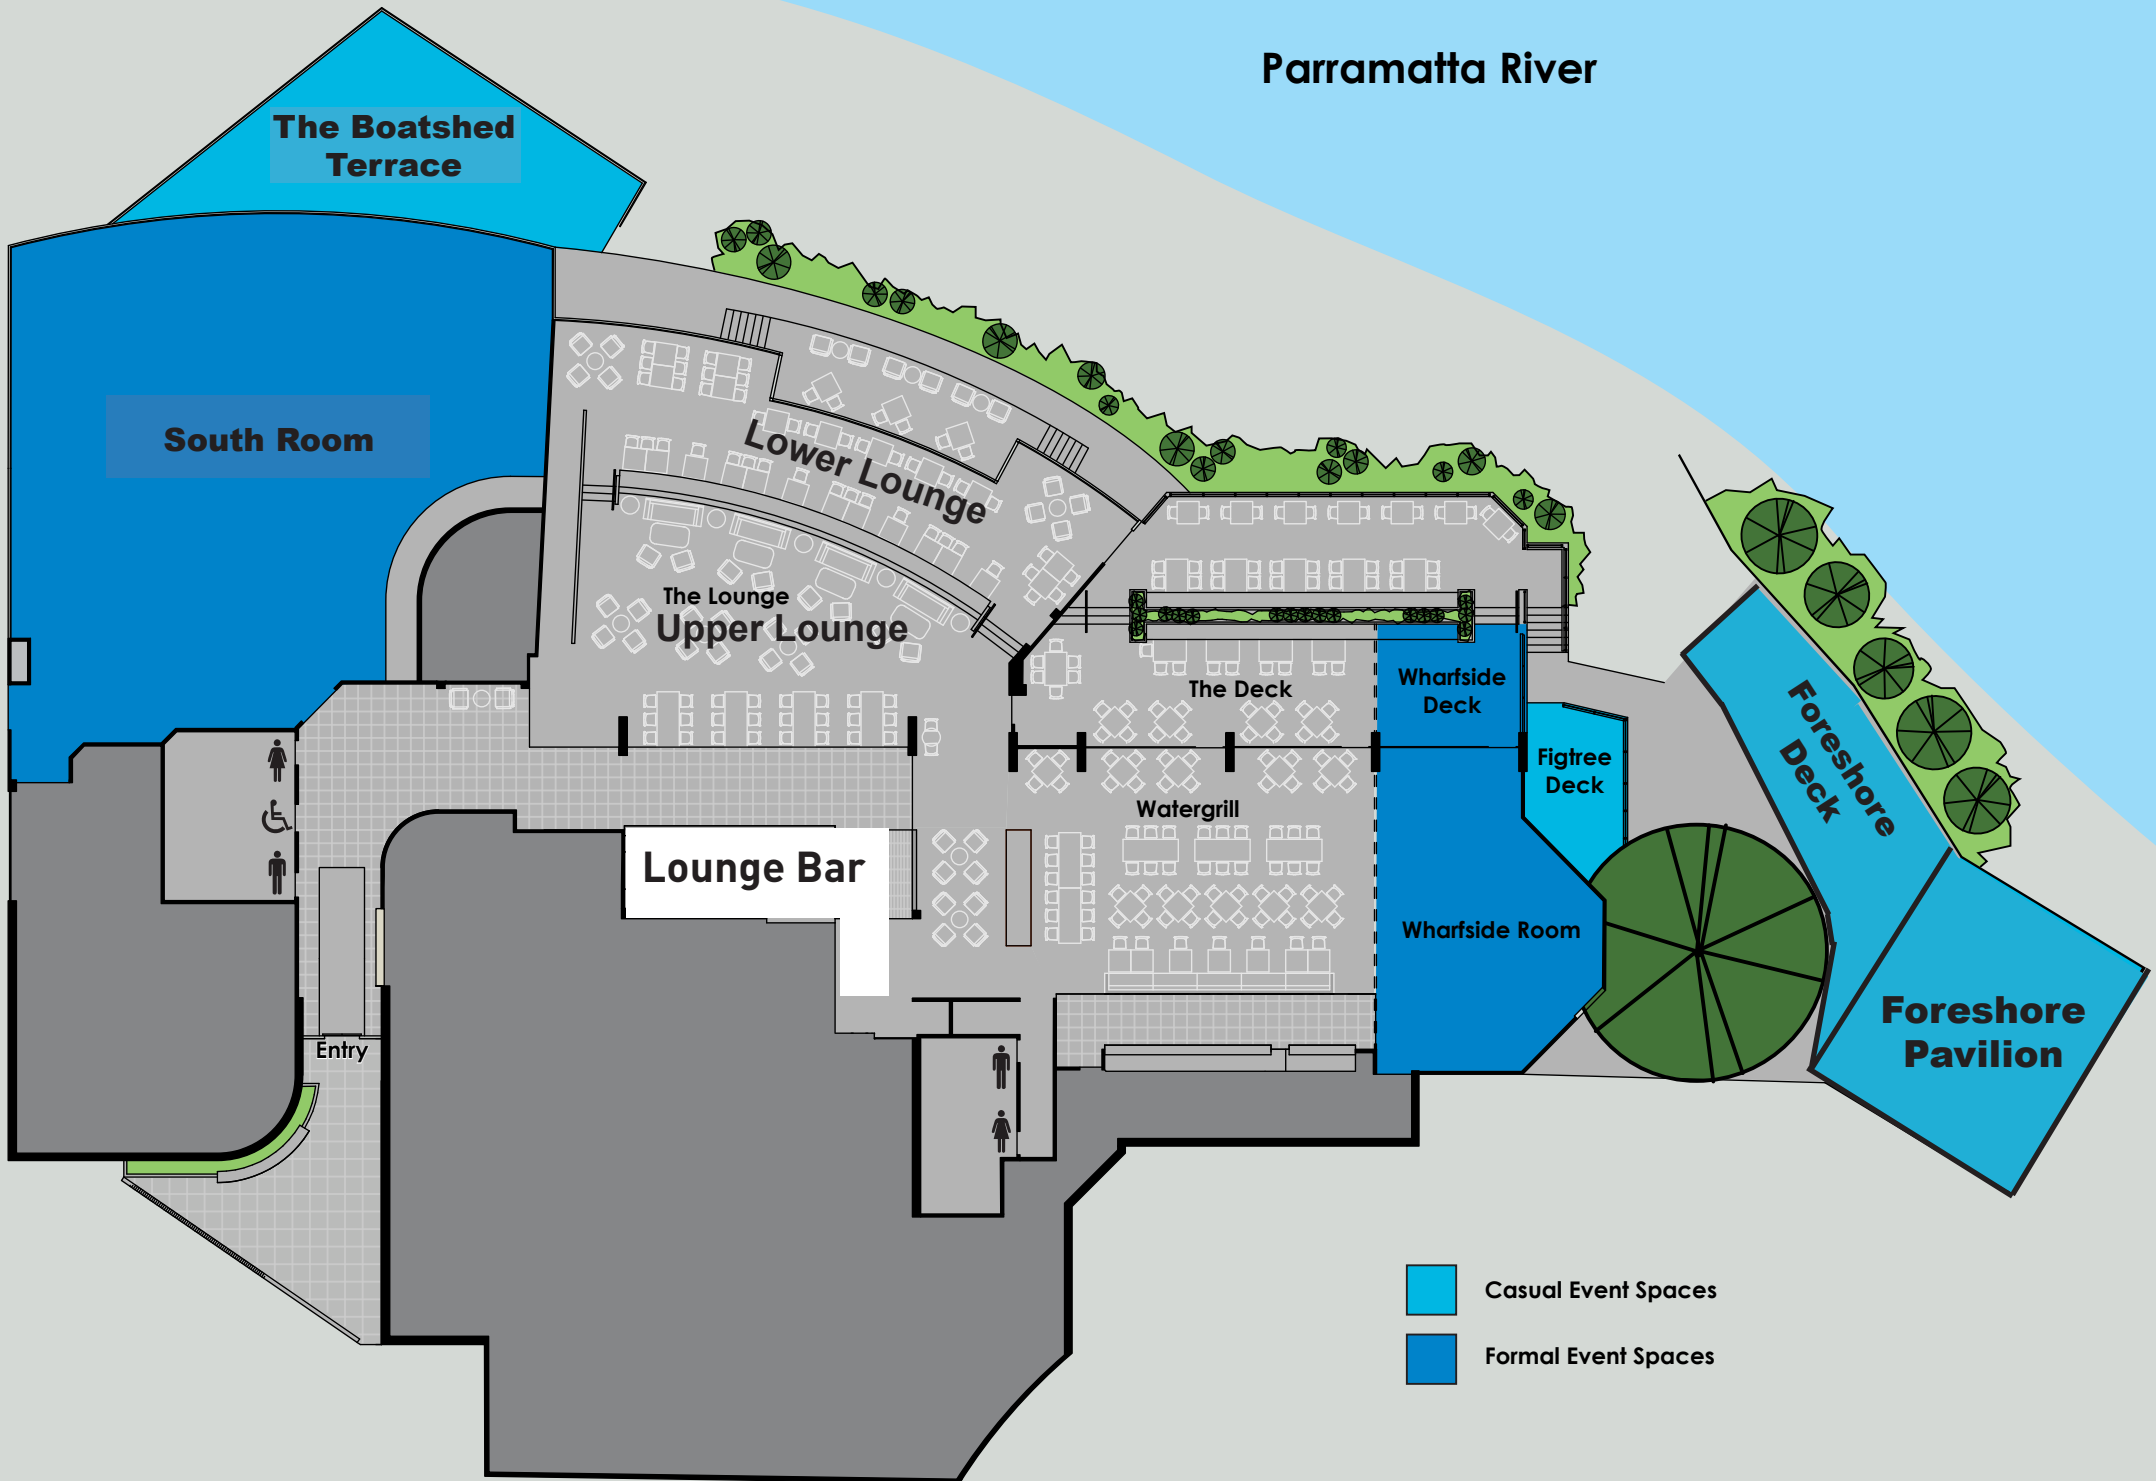 Parramatta River
The Boatshed
Terrace
South Room
Lower Lounge
The Lounge
Upper Lounge
The Deck
Wharfside
Deck
Figtree
Deck
Foreshore
Deck
Watergrill
Lounge Bar
Wharfside Room
Foreshore
Pavilion
Entry
Casual Event Spaces
Formal Event Spaces